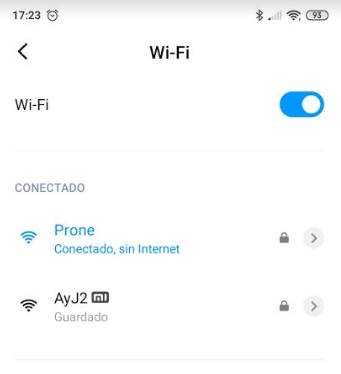 17:23
93
Wi-Fi
Wi-Fi
CONECTADO
Prone
Conectado, sin Internet
AyJ2
Guardado